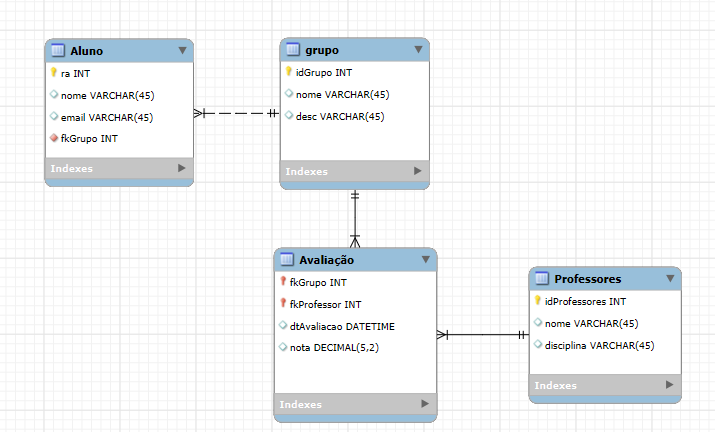 Aluno
ra INT
nome VARCHAR(45)
email VARCHAR(45)
fkGrupo INT
Indexes
grupo
idGrupo INT
nome VARCHAR(45)
desc VARCHAR(45)
Indexes
Avaliação
fkGrupo INT
fkProfessor INT
dtAvaliacao DATETIME
nota DECIMAL(5,2)
Indexes
Professores
idProfessores INT
nome VARCHAR(45)
disciplina VARCHAR(45)
Indexes